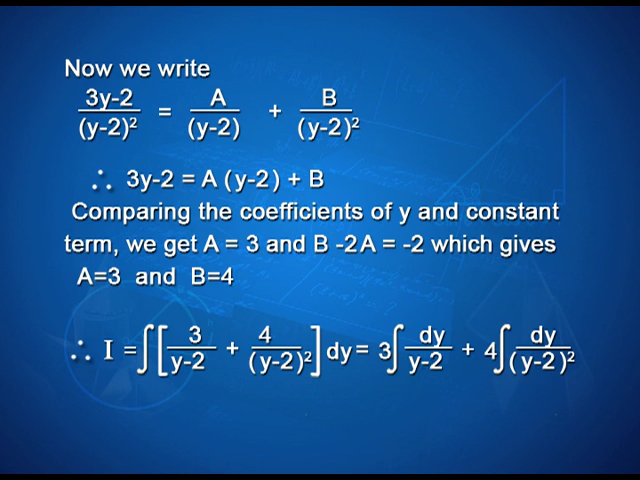 Now we write
3y-2/(y-2)² = A/(y-2) + B/(y-2)²
∴ 3y-2 = A (y-2) + B
Comparing the coefficients of y and constant
term, we get A = 3 and B -2A = -2 which gives
A=3 and B=4
∴ I = ∫[3/y-2 + 4/(y-2)²] dy = 3∫dy/y-2 + 4∫dy/(y-2)²